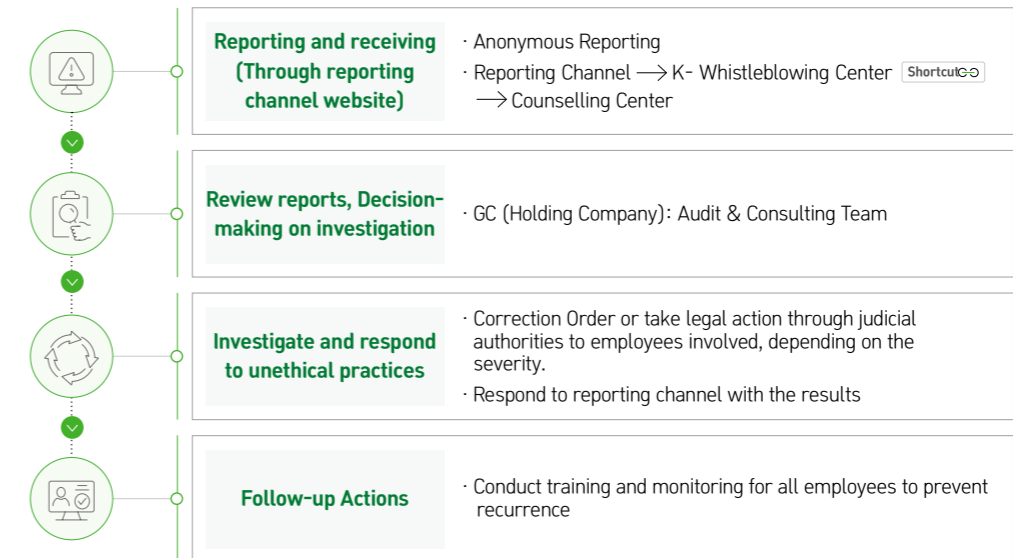 Reporting and receiving
(Through reporting
channel website)
· Anonymous Reporting
· Reporting Channel → K- Whistleblowing Center Shortcut
→ Counselling Center
Review reports, Decision-
making on investigation
· GC (Holding Company): Audit & Consulting Team
Investigate and respond
to unethical practices
· Correction Order or take legal action through judicial
authorities to employees involved, depending on the
severity.
· Respond to reporting channel with the results
Follow-up Actions
· Conduct training and monitoring for all employees to prevent
recurrence